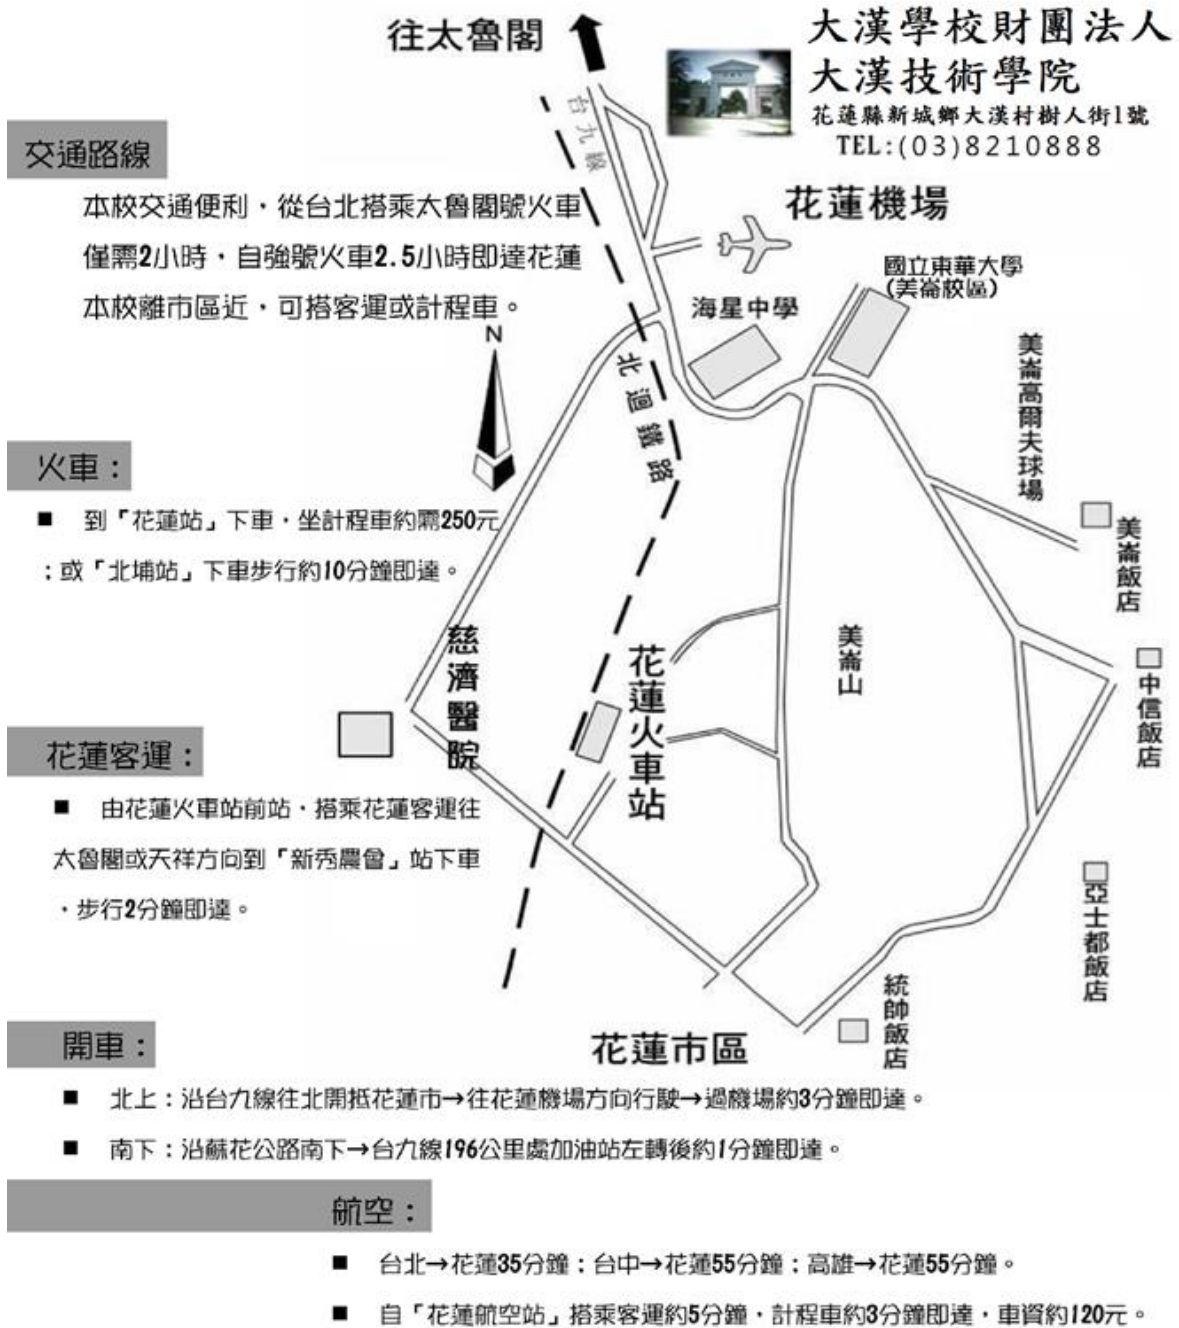 往太魯閣
大漢學校財團法人
大漢技術學院
花蓮縣新城鄉大漢村樹人街1號
TEL:(03)8210888
台九線
交通路線
本校交通便利，從台北搭乘太魯閣號火車
僅需2小時，自強號火車2.5小時即達花蓮
本校離市區近，可搭客運或計程車。
花蓮機場
國立東華大學
(美崙校區)
海星中學
N
北迴鐵路
美崙高爾夫球場
火車：
■ 到「花蓮站」下車，坐計程車約需250元
；或「北埔站」下車步行約10分鐘即達。
美崙飯店
慈濟醫院
花蓮火車站
美崙山
中信飯店
花蓮客運：
■ 由花蓮火車站前站，搭乘花蓮客運往
太魯閣或天祥方向到「新秀農會」站下車
，步行2分鐘即達。
亞士都飯店
統帥飯店
花蓮市區
開車：
■ 北上：沿台九線往北開抵花蓮市→往花蓮機場方向行駛→過機場約3分鐘即達。
■ 南下：沿蘇花公路南下→台九線196公里處加油站左轉後約1分鐘即達。
航空：
■ 台北→花蓮35分鐘；台中→花蓮55分鐘；高雄→花蓮55分鐘。
■ 自「花蓮航空站」搭乘客運約5分鐘，計程車約3分鐘即達，車資約120元。